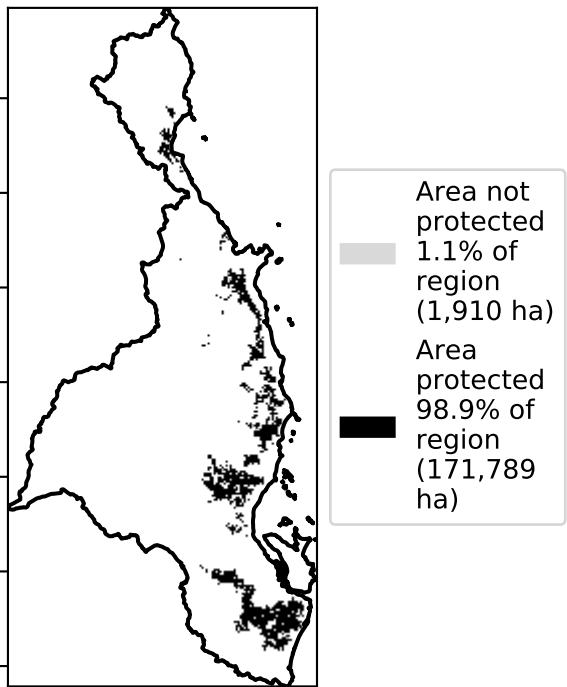 Area not
protected
1.1% of
region
(1,910 ha)
Area
protected
98.9% of
region
(171,789
ha)